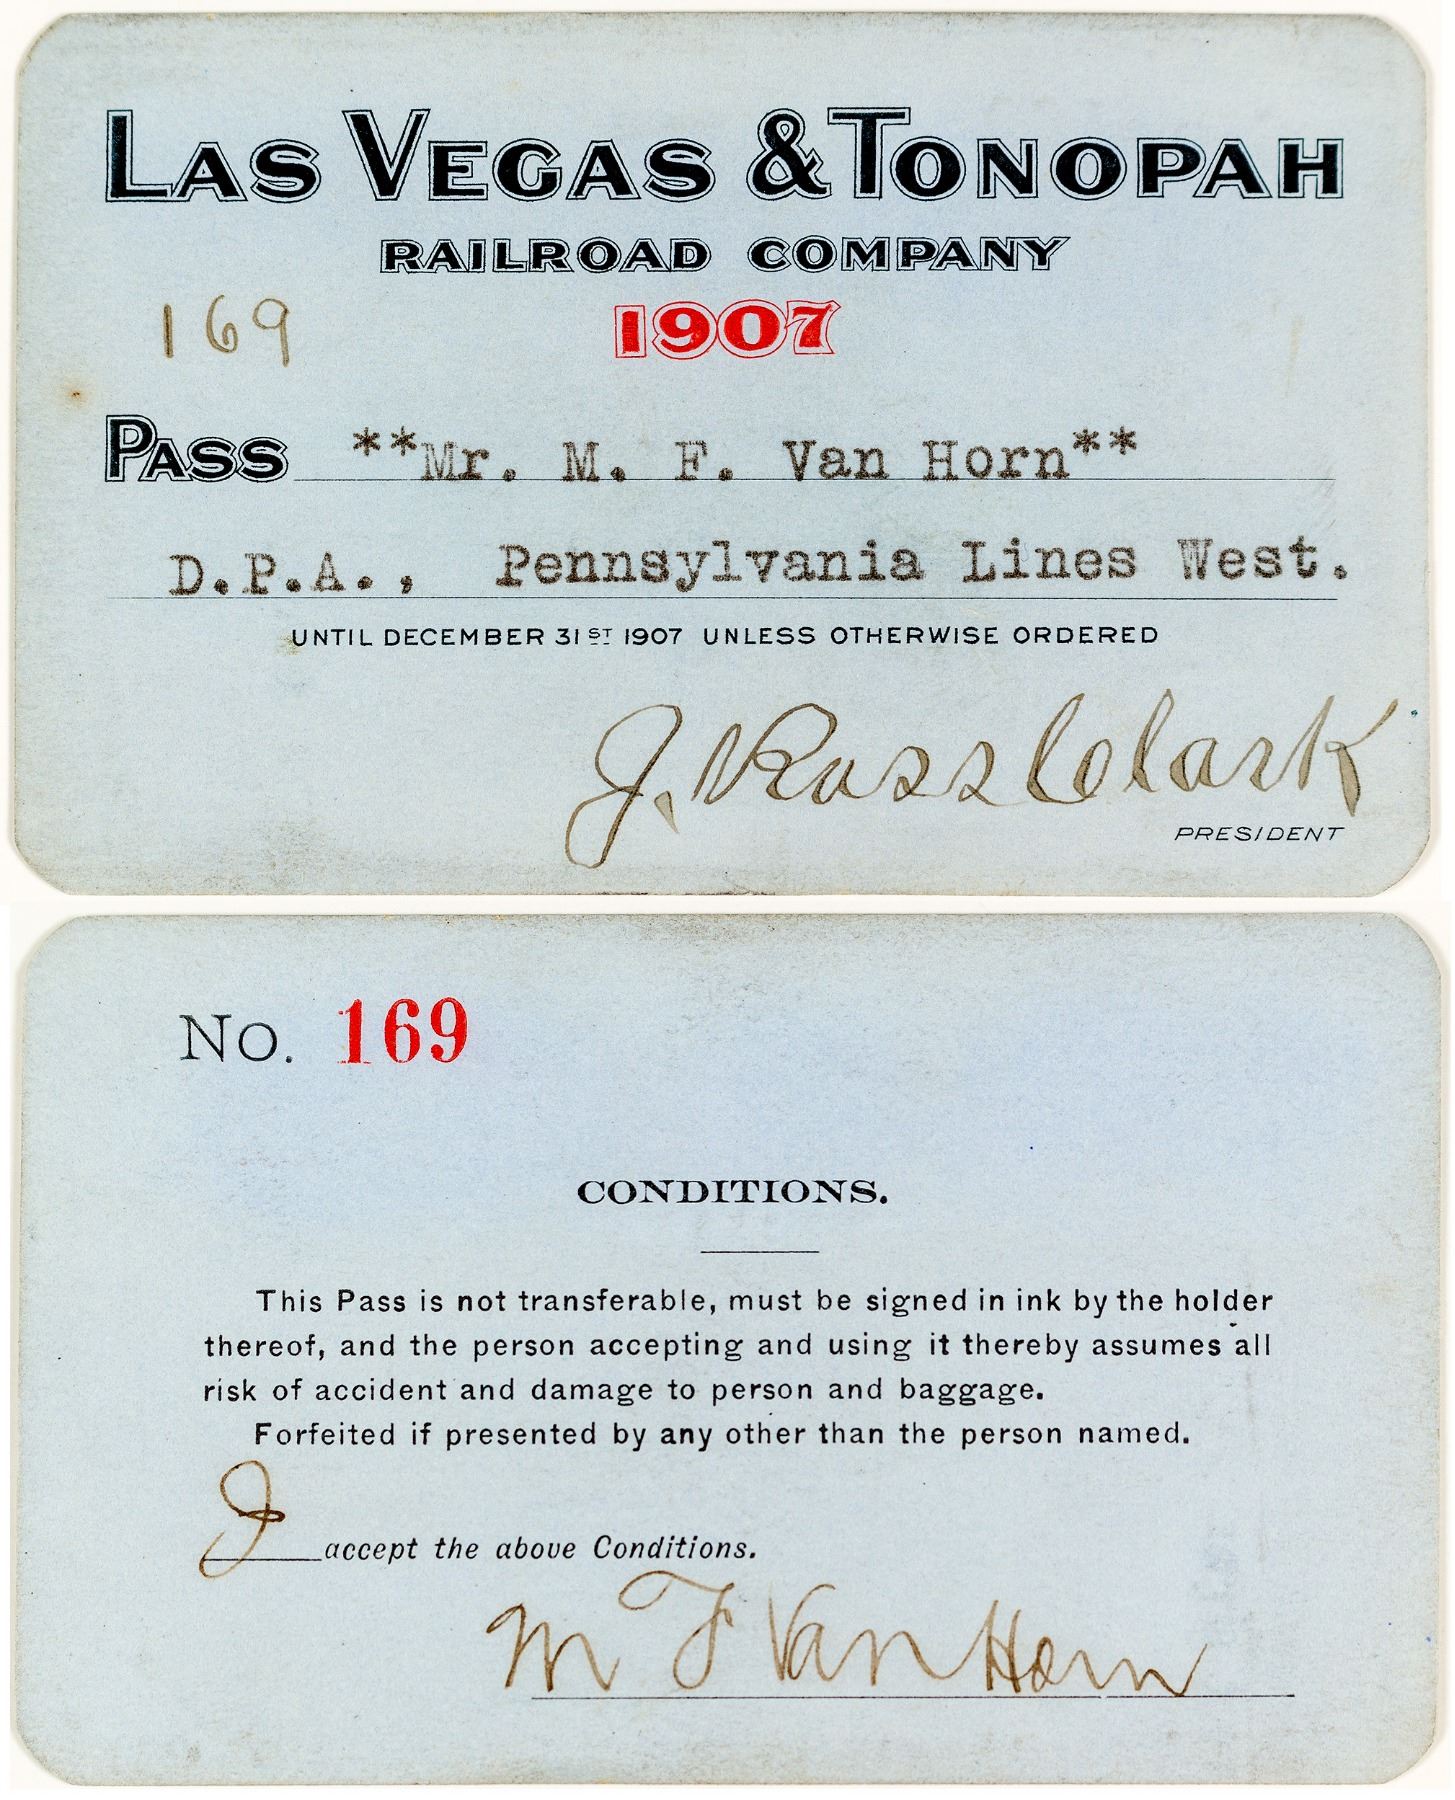 LAS VEGAS & TONOPAH
RAILROAD COMPANY
169
1907
PASS **Mr. M. F. Van Horn**
D.P.A., Pennsylvania Lines West.
UNTIL DECEMBER 31ST 1907 UNLESS OTHERWISE ORDERED
J. Ross Clark
PRESIDENT
No. 169
CONDITIONS.
This Pass is not transferable, must be signed in ink by the holder
thereof, and the person accepting and using it thereby assumes all
risk of accident and damage to person and baggage.
Forfeited if presented by any other than the person named.
I accept the above Conditions.
M F Van Horn